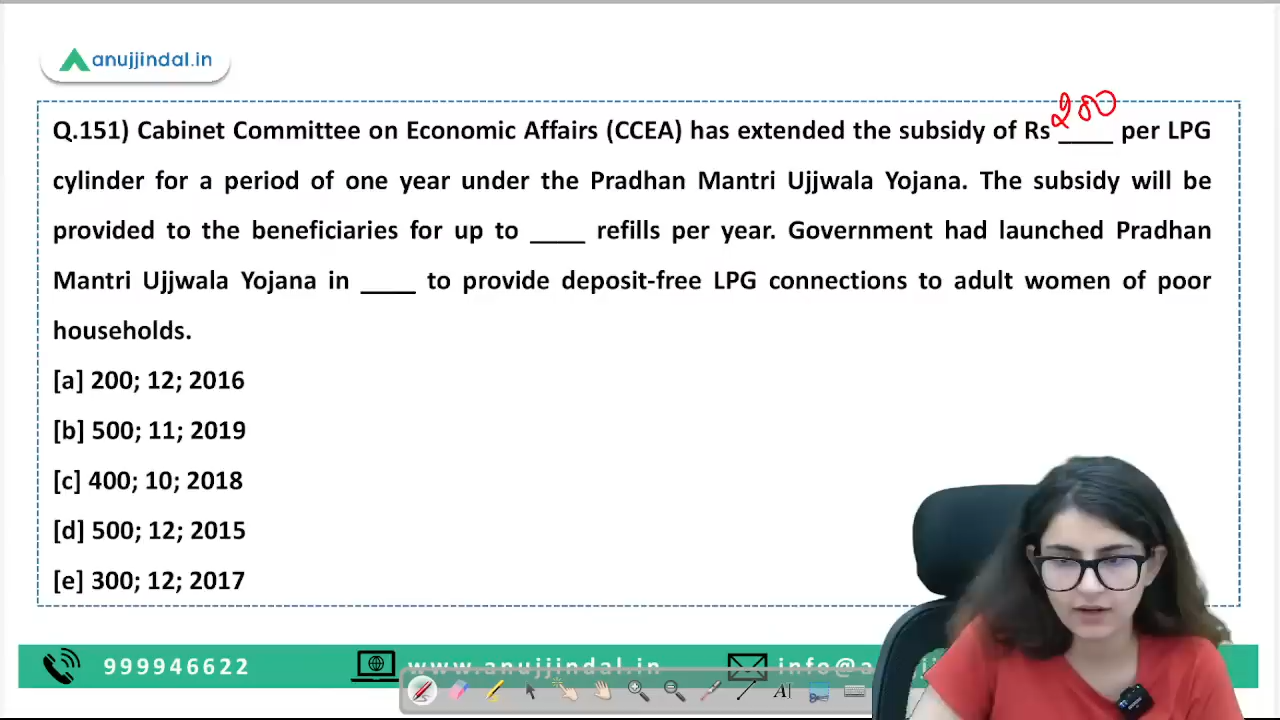 anujjindal.in
200
Q.151) Cabinet Committee on Economic Affairs (CCEA) has extended the subsidy of Rs ____ per LPG
cylinder for a period of one year under the Pradhan Mantri Ujjwala Yojana. The subsidy will be
provided to the beneficiaries for up to ____ refills per year. Government had launched Pradhan
Mantri Ujjwala Yojana in ____ to provide deposit-free LPG connections to adult women of poor
households.
[a] 200; 12; 2016
[b] 500; 11; 2019
[c] 400; 10; 2018
[d] 500; 12; 2015
[e] 300; 12; 2017
999946622
www.anujjindal.in
A